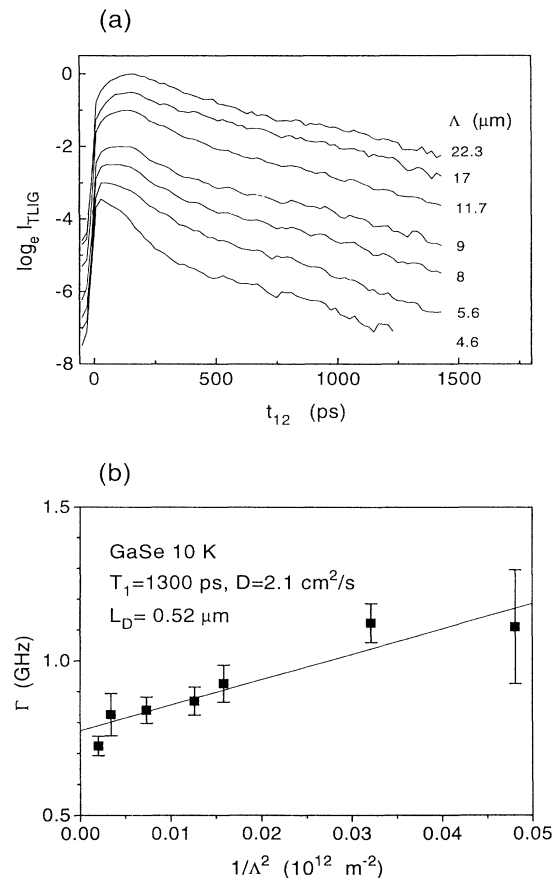 (a)
0
-2
-4
-6
-8
log_e I_TLIG
Λ (μm)
22.3
17
11.7
9
8
5.6
4.6
0
500
1000
1500
t_12 (ps)
(b)
1.5
1.0
0.5
Γ (GHz)
GaSe 10 K
T_1=1300 ps, D=2.1 cm²/s
L_D= 0.52 μm
0.00
0.01
0.02
0.03
0.04
0.05
1/Λ² (10¹² m⁻²)